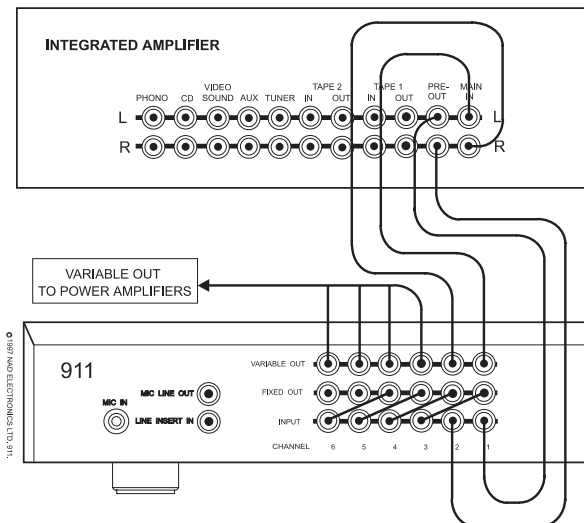 INTEGRATED AMPLIFIER
PHONO CD VIDEO SOUND AUX TUNER TAPE 2 IN OUT TAPE 1 IN OUT PRE-OUT MAIN IN
L L
R R
VARIABLE OUT
TO POWER AMPLIFIERS
911
MIC IN
MIC LINE OUT
LINE INSERT IN
VARIABLE OUT
FIXED OUT
INPUT
CHANNEL 6 5 4 3 2 1
© 1997 NAD ELECTRONICS LTD. 911.